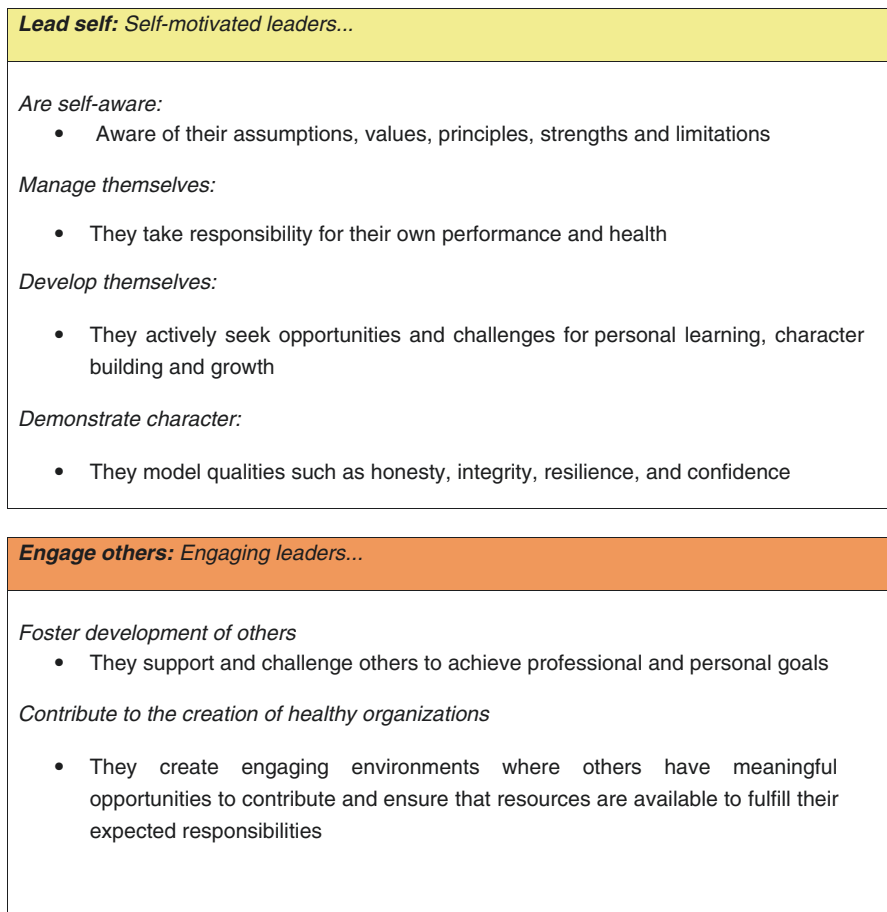 Lead self: Self-motivated leaders...
Are self-aware:
• Aware of their assumptions, values, principles, strengths and limitations
Manage themselves:
• They take responsibility for their own performance and health
Develop themselves:
• They actively seek opportunities and challenges for personal learning, character
building and growth
Demonstrate character:
• They model qualities such as honesty, integrity, resilience, and confidence
Engage others: Engaging leaders...
Foster development of others
• They support and challenge others to achieve professional and personal goals
Contribute to the creation of healthy organizations
• They create engaging environments where others have meaningful
opportunities to contribute and ensure that resources are available to fulfill their
expected responsibilities